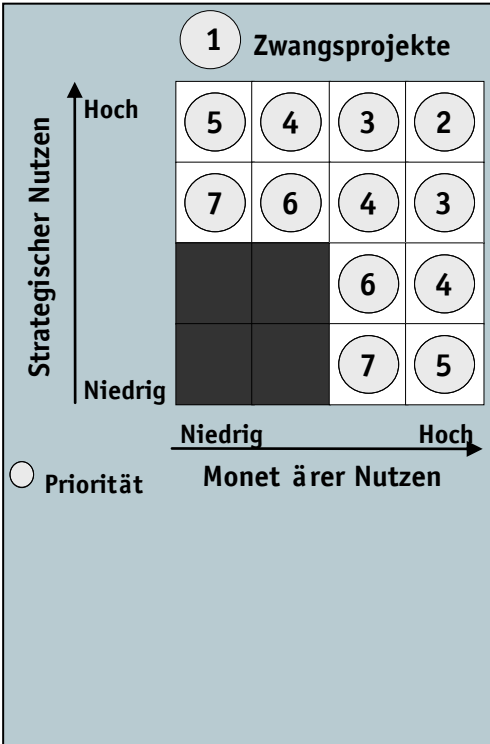 1 Zwangsprojekte
Hoch
5 4 3 2
7 6 4 3
6 4
7 5
Strategischer Nutzen
Niedrig
Niedrig Hoch
Monet ärer Nutzen
Priorität